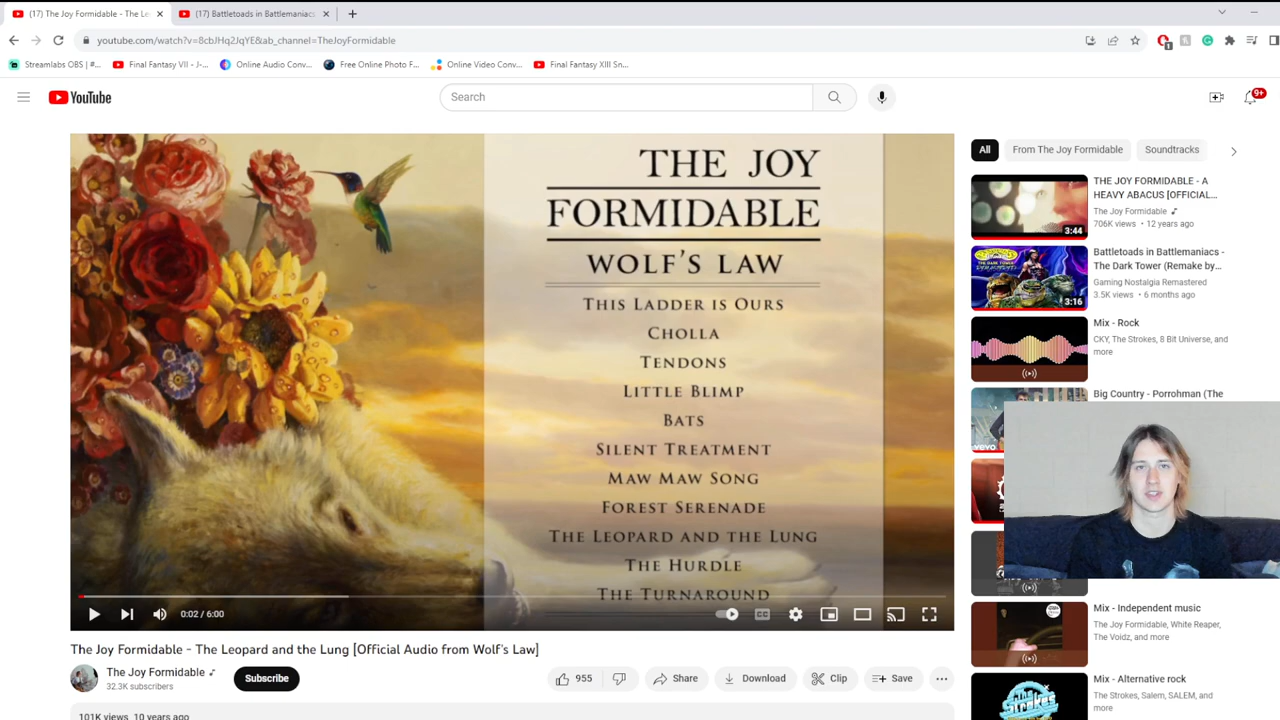 (17) The Joy Formidable - The Le
(17) Battletoads in Battlemaniacs
youtube.com/watch?v=8cbJHq2JqYE&ab_channel=TheJoyFormidable
1
Streamlabs OBS | #...
Final Fantasy VII - J-...
Online Audio Conv...
Free Online Photo F...
Online Video Conv...
Final Fantasy XIII Sn...
YouTube
Search
9+
THE JOY
FORMIDABLE
WOLF'S LAW
THIS LADDER IS OURS
CHOLLA
TENDONS
LITTLE BLIMP
BATS
SILENT TREATMENT
MAW MAW SONG
FOREST SERENADE
THE LEOPARD AND THE LUNG
THE HURDLE
THE TURNAROUND
0:02 / 6:00
CC
The Joy Formidable - The Leopard and the Lung [Official Audio from Wolf's Law]
The Joy Formidable
32.3K subscribers
Subscribe
955
Share
Download
Clip
Save
101K views 10 years ago
All
From The Joy Formidable
Soundtracks
THE JOY FORMIDABLE - A
HEAVY ABACUS [OFFICIAL...
The Joy Formidable
706K views • 12 years ago
3:44
Battletoads in Battlemaniacs -
The Dark Tower (Remake by...
Gaming Nostalgia Remastered
3.5K views • 6 months ago
3:16
Mix - Rock
CKY, The Strokes, 8 Bit Universe, and
more
Big Country - Porrohman (The
vevo
Mix - Independent music
The Joy Formidable, White Reaper,
The Voidz, and more
Mix - Alternative rock
The Strokes, Salem, SALEM, and
more
The Strokes